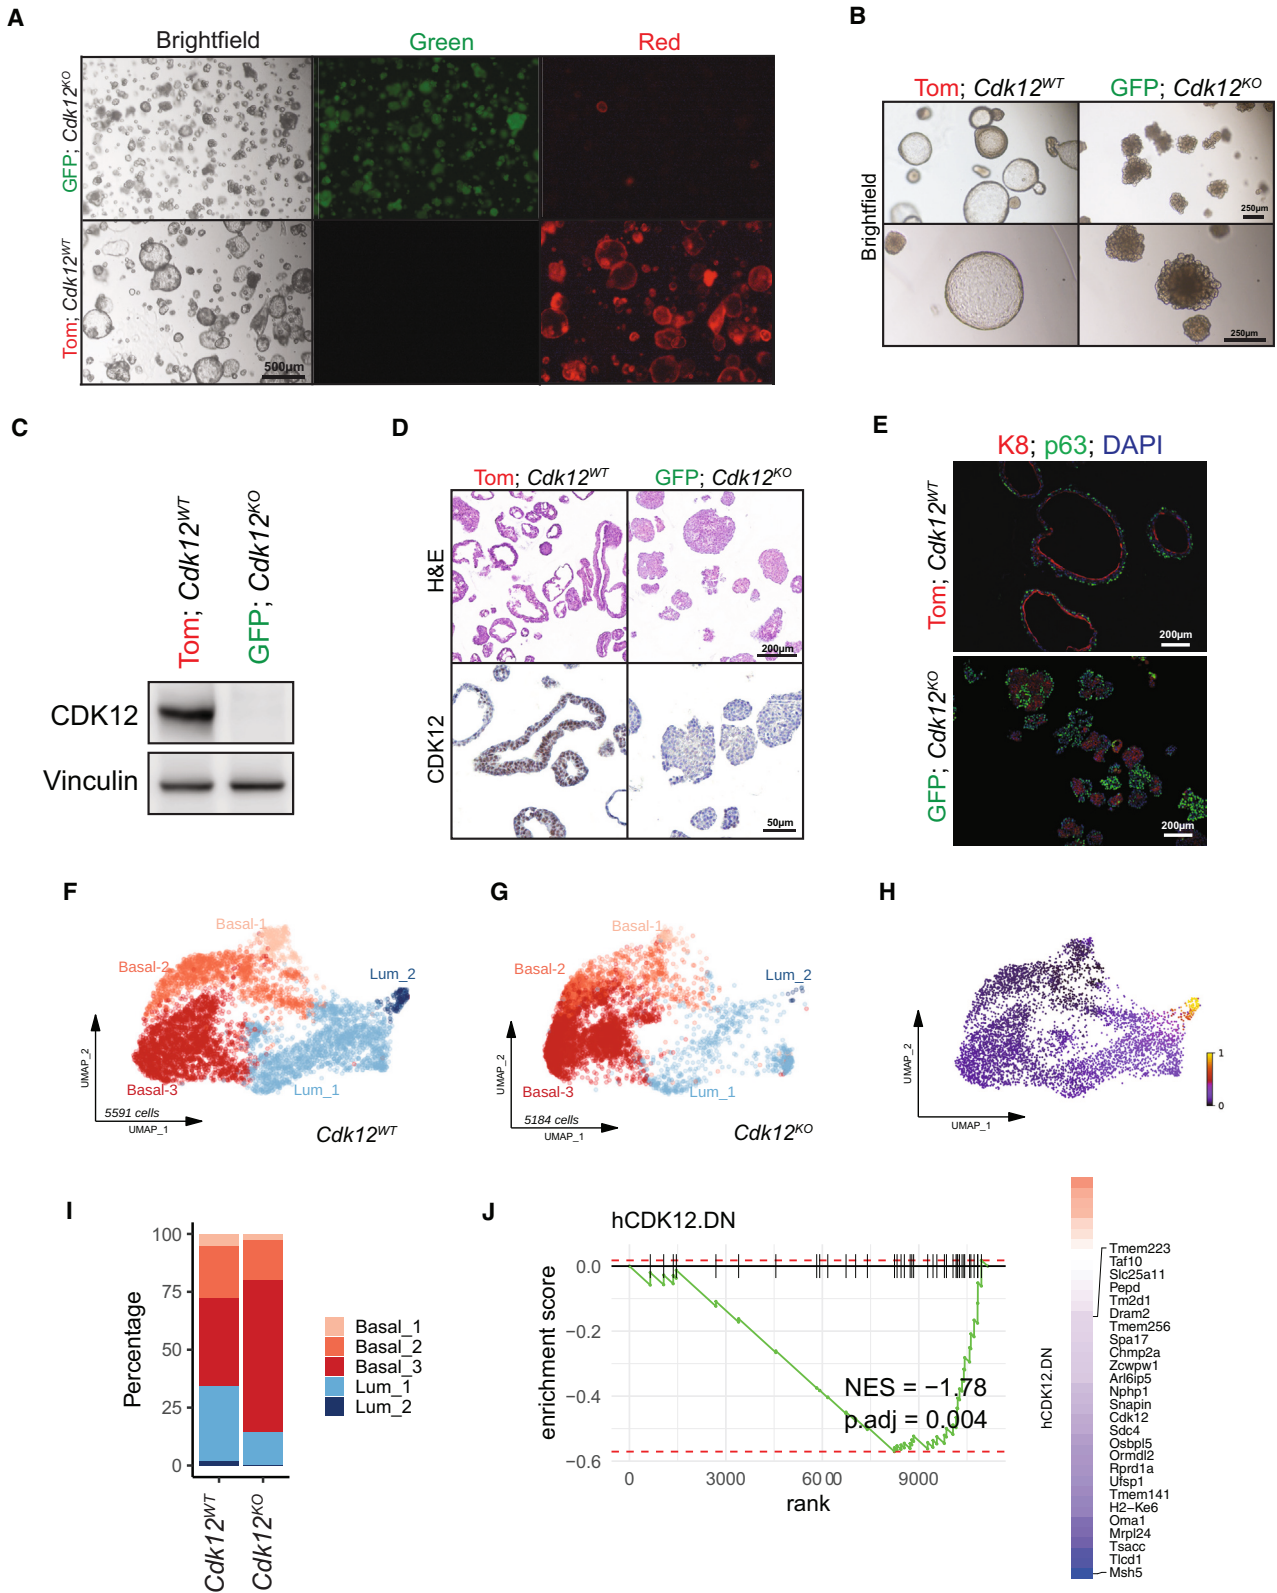 A
Brightfield
Green
Red
GFP; Cdk12KO
Tom; Cdk12WT
500µm
B
Tom; Cdk12WT
GFP; Cdk12KO
Brightfield
250µm
250µm
C
Tom; Cdk12WT
GFP; Cdk12KO
CDK12
Vinculin
D
Tom; Cdk12WT
GFP; Cdk12KO
H&E
200µm
CDK12
50µm
E
K8; p63; DAPI
Tom; Cdk12WT
200µm
GFP; Cdk12KO
200µm
F
Basal-1
Basal-2
Lum_2
Basal-3
Lum_1
UMAP_2
5591 cells
UMAP_1
Cdk12WT
G
Basal-1
Basal-2
Lum_2
Basal-3
Lum_1
UMAP_2
5184 cells
UMAP_1
Cdk12KO
H
UMAP_2
UMAP_1
1
0
I
Percentage
100
75
50
25
0
Cdk12WT
Cdk12KO
Basal_1
Basal_2
Basal_3
Lum_1
Lum_2
J
hCDK12.DN
enrichment score
0.0
−0.2
−0.4
−0.6
NES = −1.78
p.adj = 0.004
0
3000
6000
9000
rank
hCDK12.DN
Tmem223
Taf10
Slc25a11
Pepd
Tm2d1
Dram2
Tmem256
Spa17
Chmp2a
Zcwpw1
Arl6ip5
Nphp1
Snapin
Cdk12
Sdc4
Osbpl5
Ormdl2
Rprd1a
Ufsp1
Tmem141
H2−Ke6
Oma1
Mrpl24
Tsacc
Tlcd1
Msh5